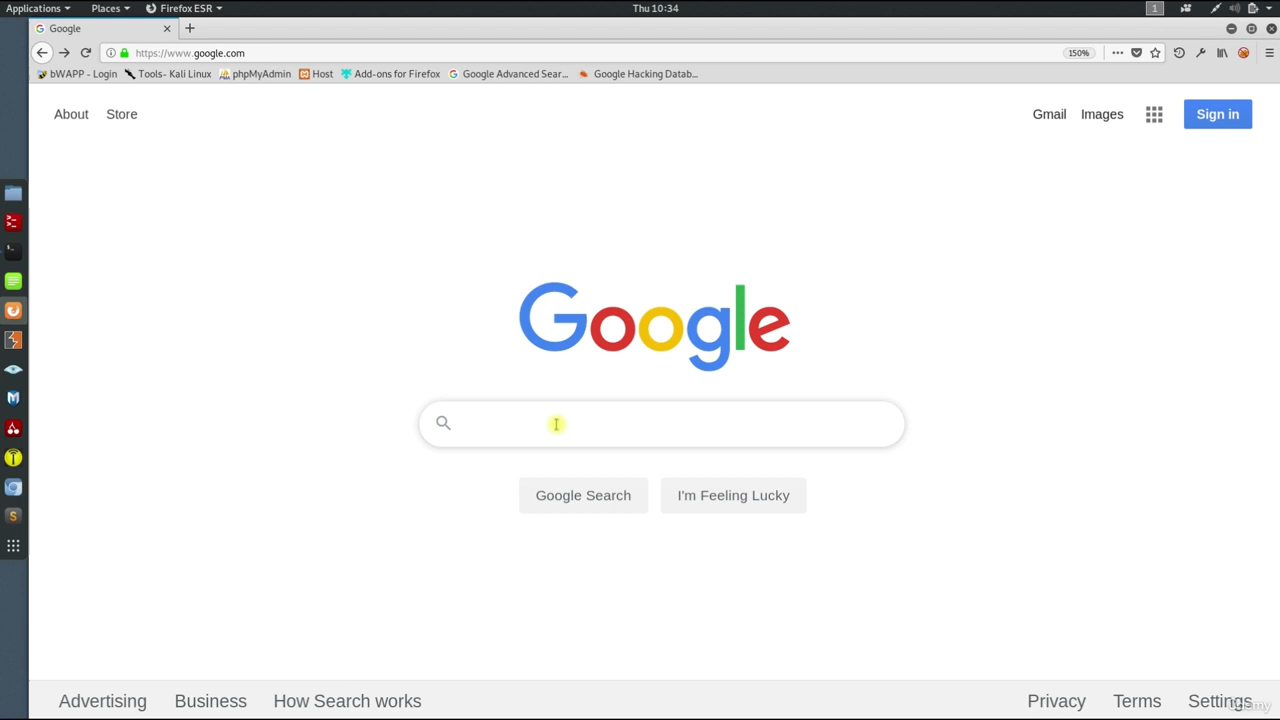 Applications Places Firefox ESR Thu 10:34 1
Google
https://www.google.com 150%
bWAPP - Login Tools- Kali Linux phpMyAdmin Host Add-ons for Firefox Google Advanced Sear... Google Hacking Datab...
About Store Gmail Images Sign in
Google
Google Search I'm Feeling Lucky
Advertising Business How Search works Privacy Terms Settings
Udemy